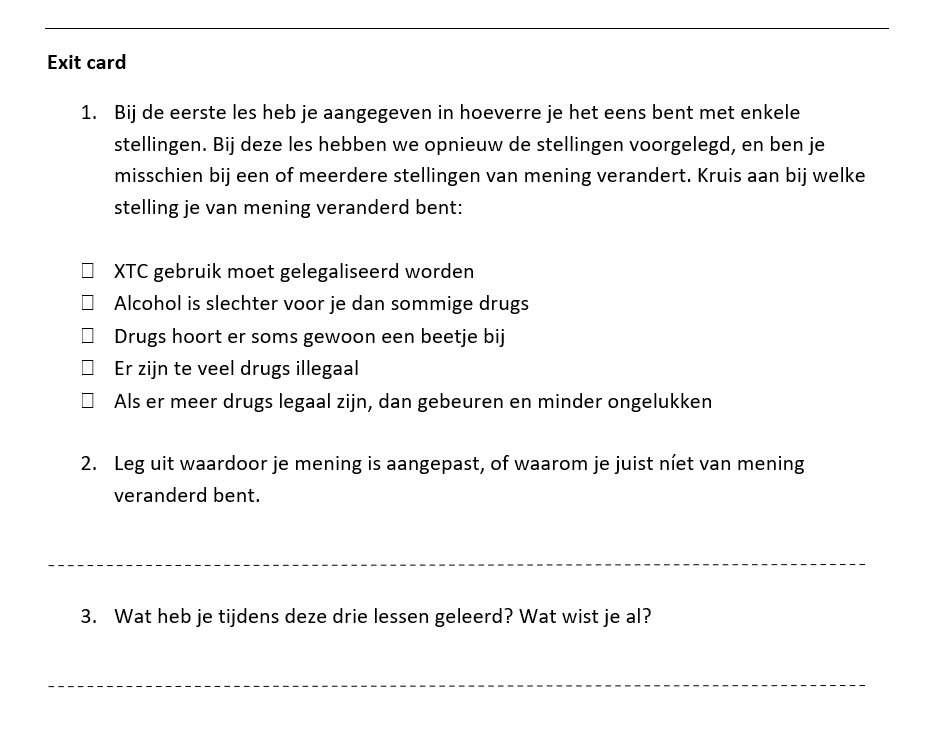 Exit card
1. Bij de eerste les heb je aangegeven in hoeverre je het eens bent met enkele
stellingen. Bij deze les hebben we opnieuw de stellingen voorgelegd, en ben je
misschien bij een of meerdere stellingen van mening verandert. Kruis aan bij welke
stelling je van mening veranderd bent:
☐ XTC gebruik moet gelegaliseerd worden
☐ Alcohol is slechter voor je dan sommige drugs
☐ Drugs hoort er soms gewoon een beetje bij
☐ Er zijn te veel drugs illegaal
☐ Als er meer drugs legaal zijn, dan gebeuren en minder ongelukken
2. Leg uit waardoor je mening is aangepast, of waarom je juist níet van mening
veranderd bent.
3. Wat heb je tijdens deze drie lessen geleerd? Wat wist je al?